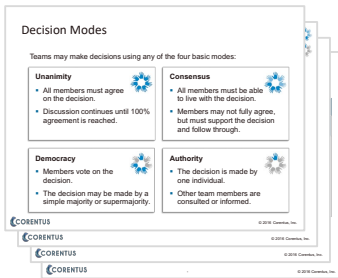 Decision Modes
Teams may make decisions using any of the four basic modes:
Unanimity
▪ All members must agree
on the decision.
▪ Discussion continues until 100%
agreement is reached.
Consensus
▪ All members must be able
to live with the decision.
▪ Members may not fully agree,
but must support the decision
and follow through.
Democracy
▪ Members vote on the
decision.
▪ The decision may be made by a
simple majority or supermajority.
Authority
▪ The decision is made by
one individual.
▪ Other team members are
consulted or informed.
CORENTUS
© 2016 Corentus, Inc.
CORENTUS
© 2016 Corentus, Inc.
CORENTUS
© 2016 Corentus, Inc.
CORENTUS
© 2016 Corentus, Inc.